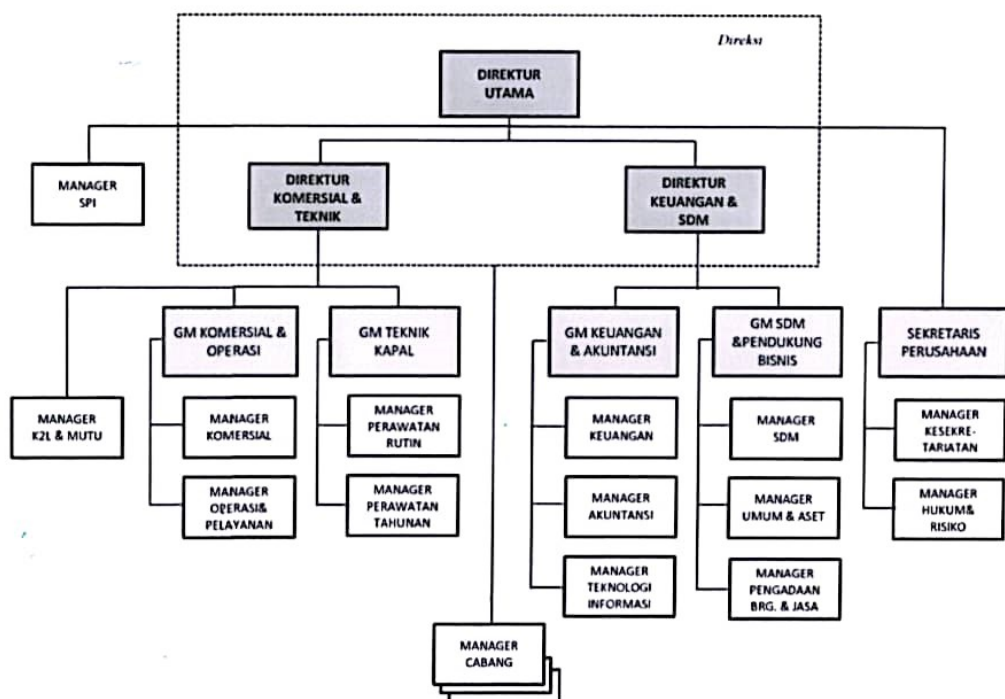 Direksi
DIREKTUR
UTAMA
MANAGER
SPI
DIREKTUR
KOMERSIAL &
TEKNIK
DIREKTUR
KEUANGAN &
SDM
GM KOMERSIAL &
OPERASI
GM TEKNIK
KAPAL
GM KEUANGAN
& AKUNTANSI
GM SDM
&PENDUKUNG
BISNIS
SEKRETARIS
PERUSAHAAN
MANAGER
K2L & MUTU
MANAGER
KOMERSIAL
MANAGER
PERAWATAN
RUTIN
MANAGER
KEUANGAN
MANAGER
SDM
MANAGER
KESEKRE-
TARIATAN
MANAGER
OPERASI&
PELAYANAN
MANAGER
PERAWATAN
TAHUNAN
MANAGER
AKUNTANSI
MANAGER
UMUM & ASET
MANAGER
HUKUM&
RISIKO
MANAGER
TEKNOLOGI
INFORMASI
MANAGER
PENGADAAN
BRG. & JASA
MANAGER
CABANG